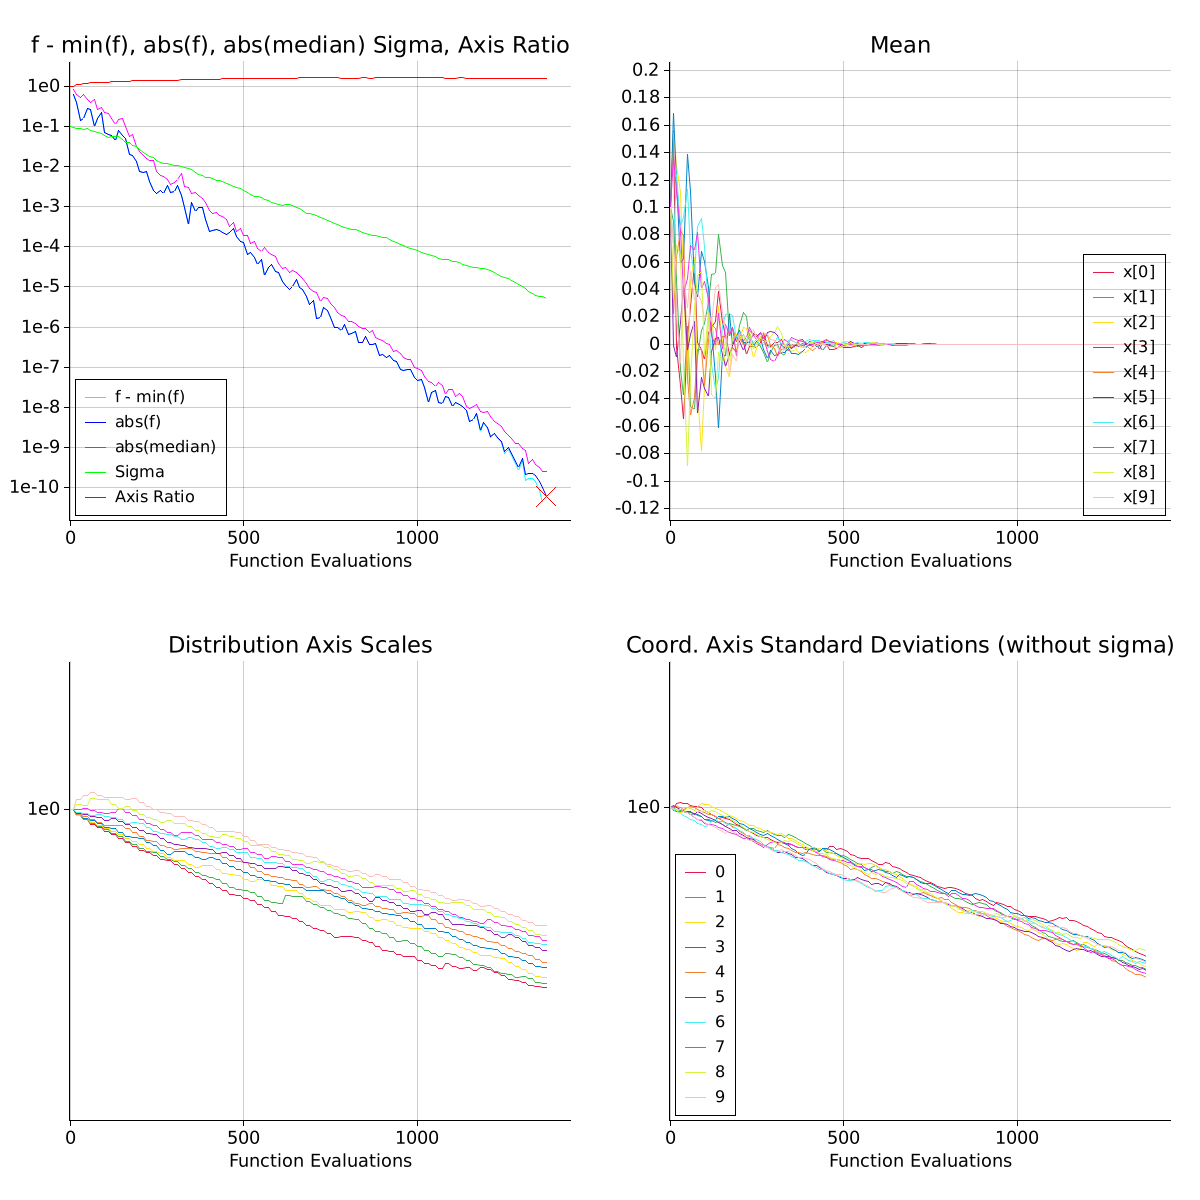 f - min(f), abs(f), abs(median) Sigma, Axis Ratio
1e0
1e-1
1e-2
1e-3
1e-4
1e-5
1e-6
1e-7
1e-8
1e-9
1e-10
f - min(f)
abs(f)
abs(median)
Sigma
Axis Ratio
0
500
1000
Function Evaluations
Mean
0.2
0.18
0.16
0.14
0.12
0.1
0.08
0.06
0.04
0.02
0
-0.02
-0.04
-0.06
-0.08
-0.1
-0.12
x[0]
x[1]
x[2]
x[3]
x[4]
x[5]
x[6]
x[7]
x[8]
x[9]
0
500
1000
Function Evaluations
Distribution Axis Scales
1e0
0
500
1000
Function Evaluations
Coord. Axis Standard Deviations (without sigma)
1e0
0
1
2
3
4
5
6
7
8
9
0
500
1000
Function Evaluations